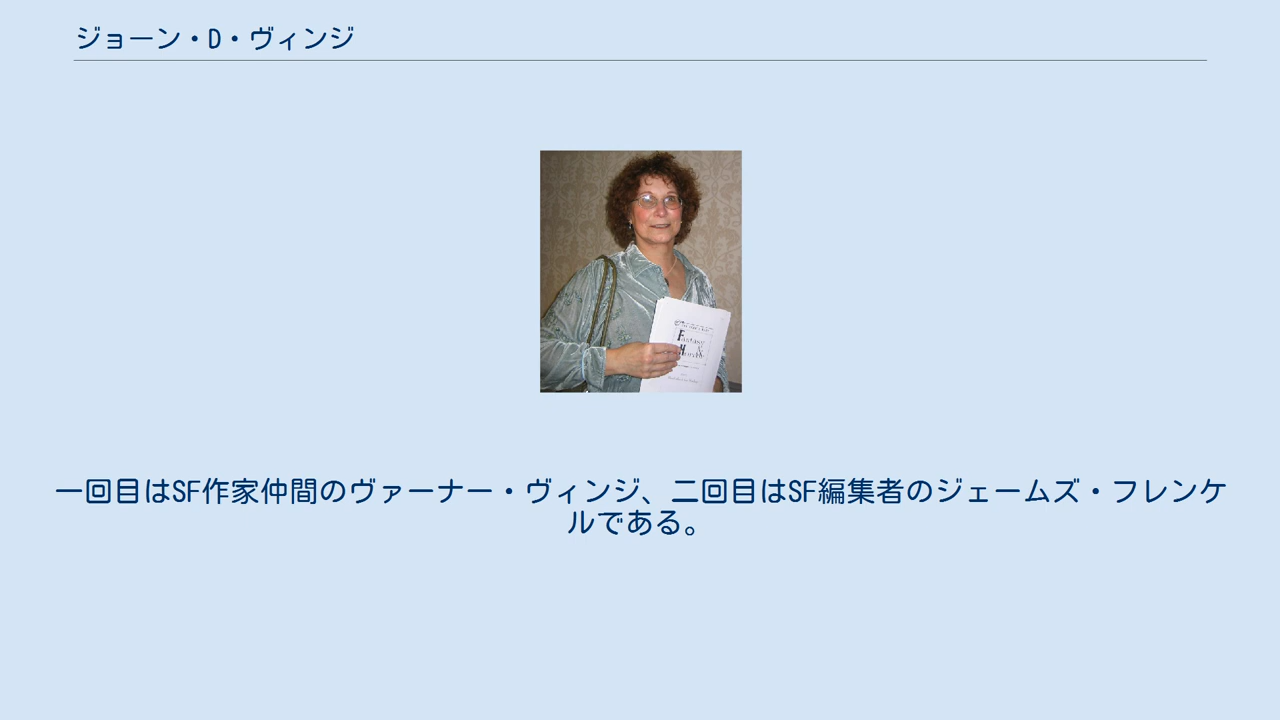 ジョーン・D・ヴィンジ
Fantasy &
一回目はSF作家仲間のヴァーナー・ヴィンジ、二回目はSF編集者のジェームズ・フレンケ
ルである。